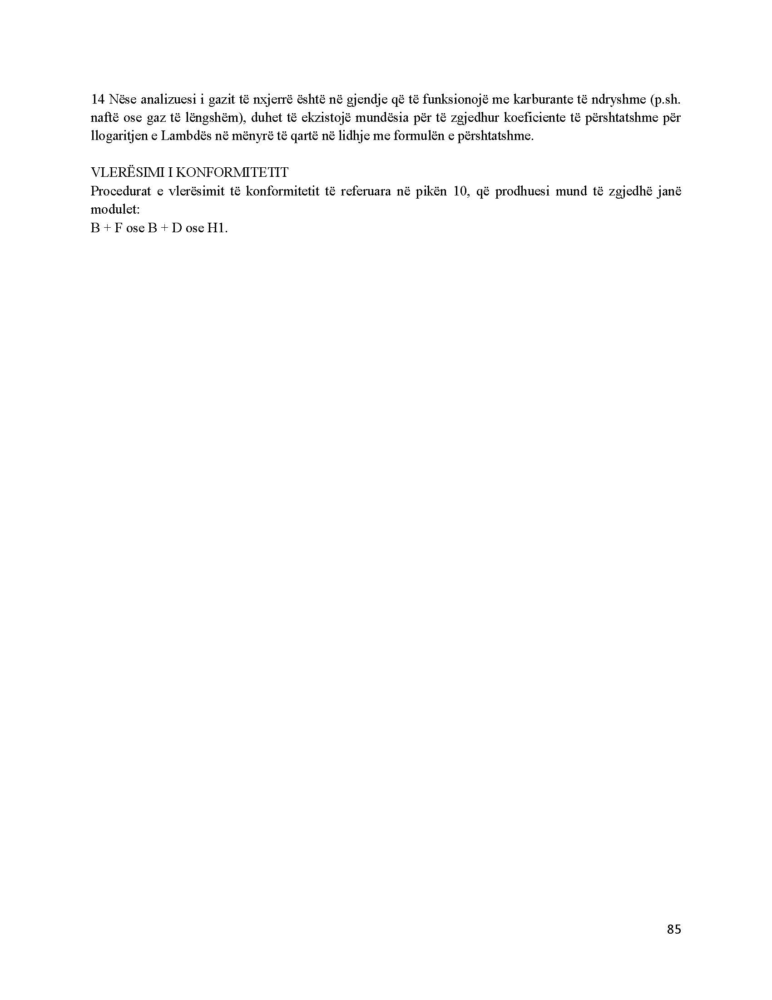 14 Nëse analizuesi i gazit të nxjerrë është në gjendje që të funksionojë me karburante të ndryshme (p.sh.
naftë ose gaz të lëngshëm), duhet të ekzistojë mundësia për të zgjedhur koeficiente të përshtatshme për
llogaritjen e Lambdës në mënyrë të qartë në lidhje me formulën e përshtatshme.
VLERËSIMI I KONFORMITETIT
Procedurat e vlerësimit të konformitetit të referuara në pikën 10, që prodhuesi mund të zgjedhë janë
modulet:
B + F ose B + D ose H1.
85